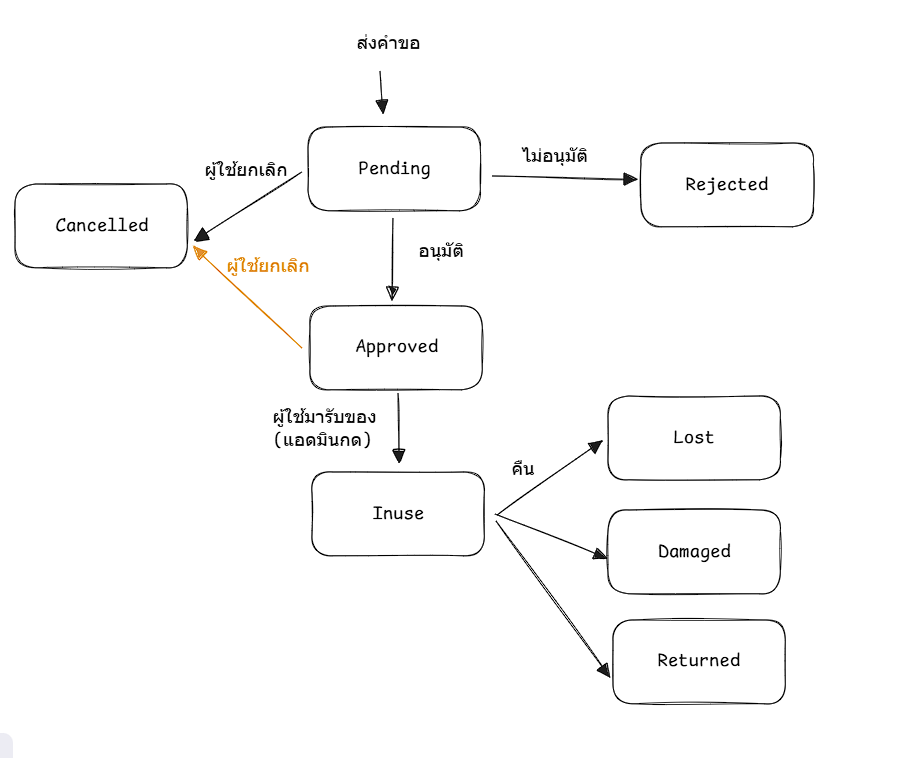 ส่งคำขอ
Pending
ไม่อนุมัติ
Rejected
ผู้ใช้ยกเลิก
Cancelled
อนุมัติ
ผู้ใช้ยกเลิก
Approved
ผู้ใช้มารับของ
(แอดมินกด)
Lost
คืน
Inuse
Damaged
Returned